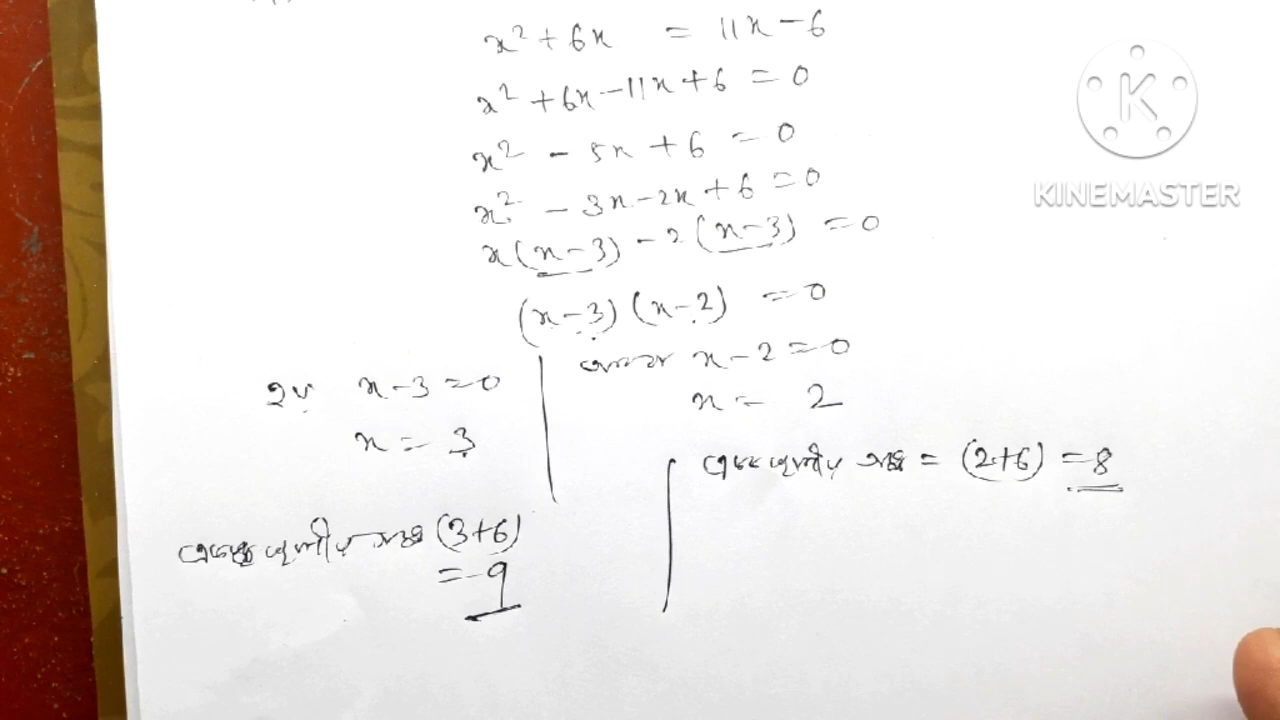 x² + 6x = 11x - 6
x² + 6x - 11x + 6 = 0
x² - 5x + 6 = 0
x² - 3x - 2x + 6 = 0
x(x - 3) - 2(x - 3) = 0
(x - 3)(x - 2) = 0
হয় x - 3 = 0
x = 3
(3+6)
= 9
অথবা x - 2 = 0
x = 2
= (2+6) = 8
KINEMASTER